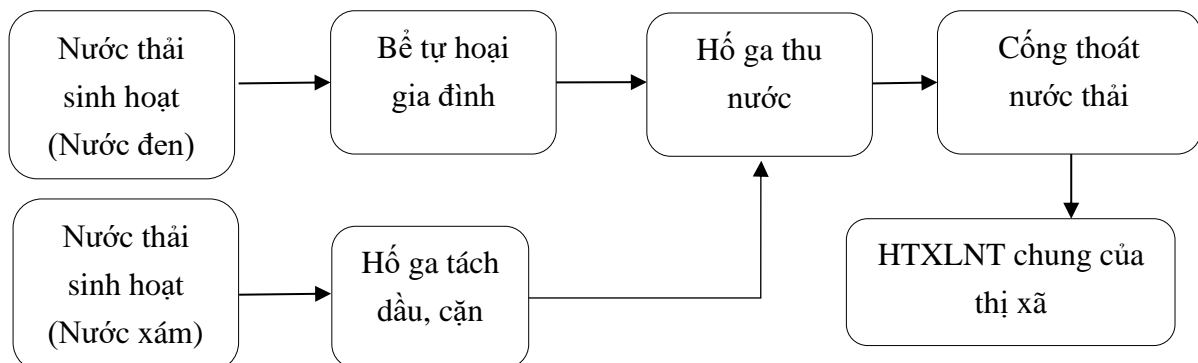 Nước thải
sinh hoạt
(Nước đen)
Bể tự hoại
gia đình
Hố ga thu
nước
Cống thoát
nước thải
Nước thải
sinh hoạt
(Nước xám)
Hố ga tách
dầu, cặn
HTXLNT chung của
thị xã